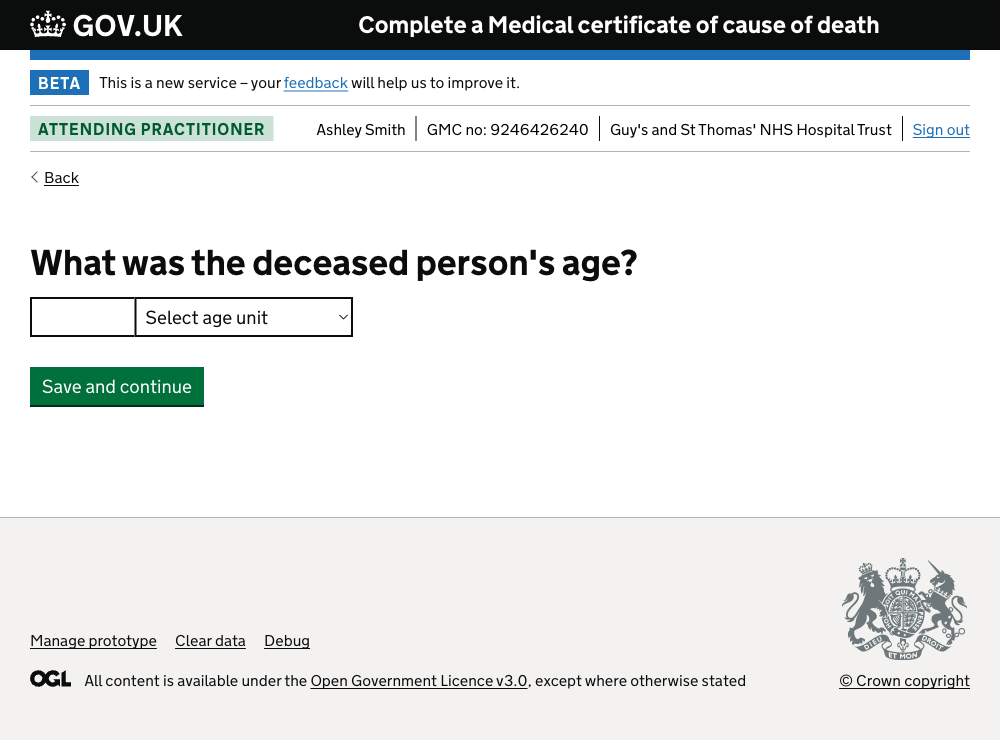 GOV.UK
Complete a Medical certificate of cause of death
BETA This is a new service – your feedback will help us to improve it.
ATTENDING PRACTITIONER Ashley Smith GMC no: 9246426240 Guy's and St Thomas' NHS Hospital Trust Sign out
Back
What was the deceased person's age?
Select age unit
Save and continue
Manage prototype Clear data Debug
DIEU ET MON DROIT
OGL All content is available under the Open Government Licence v3.0, except where otherwise stated
© Crown copyright